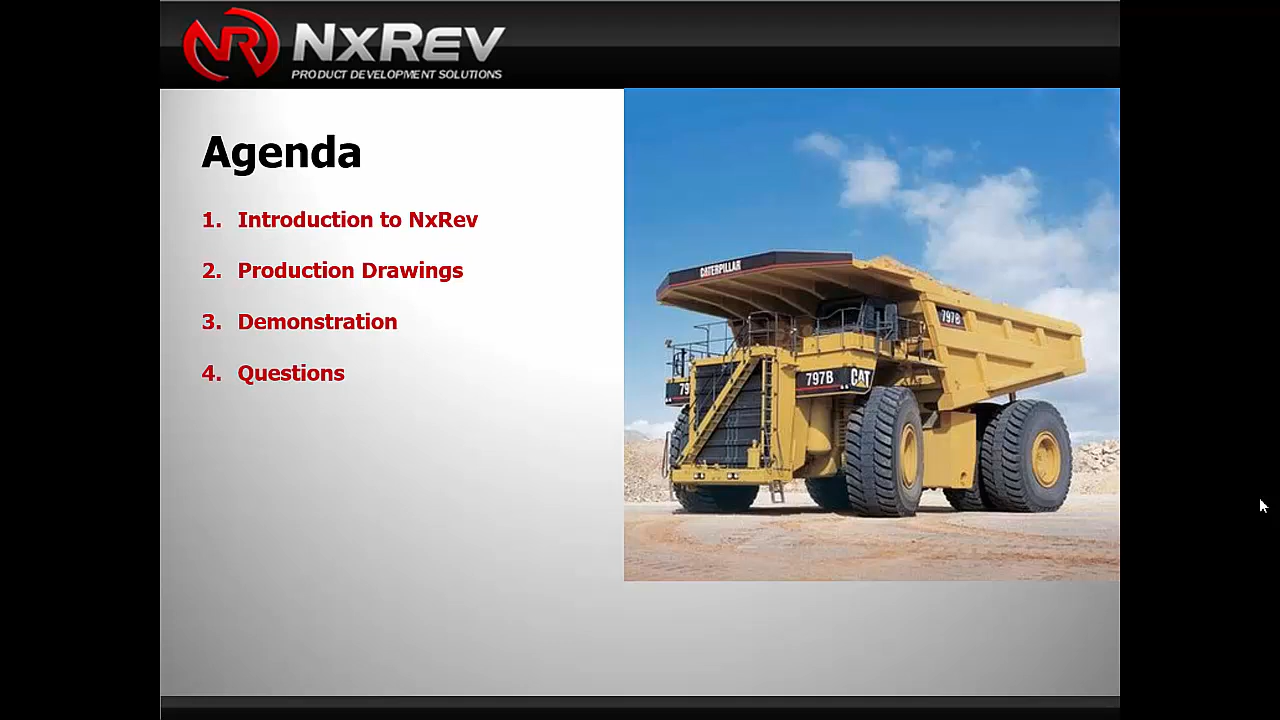 NR NxRev
PRODUCT DEVELOPMENT SOLUTIONS
Agenda
1. Introduction to NxRev
2. Production Drawings
3. Demonstration
4. Questions
CATERPILLAR
797B
79
797B CAT